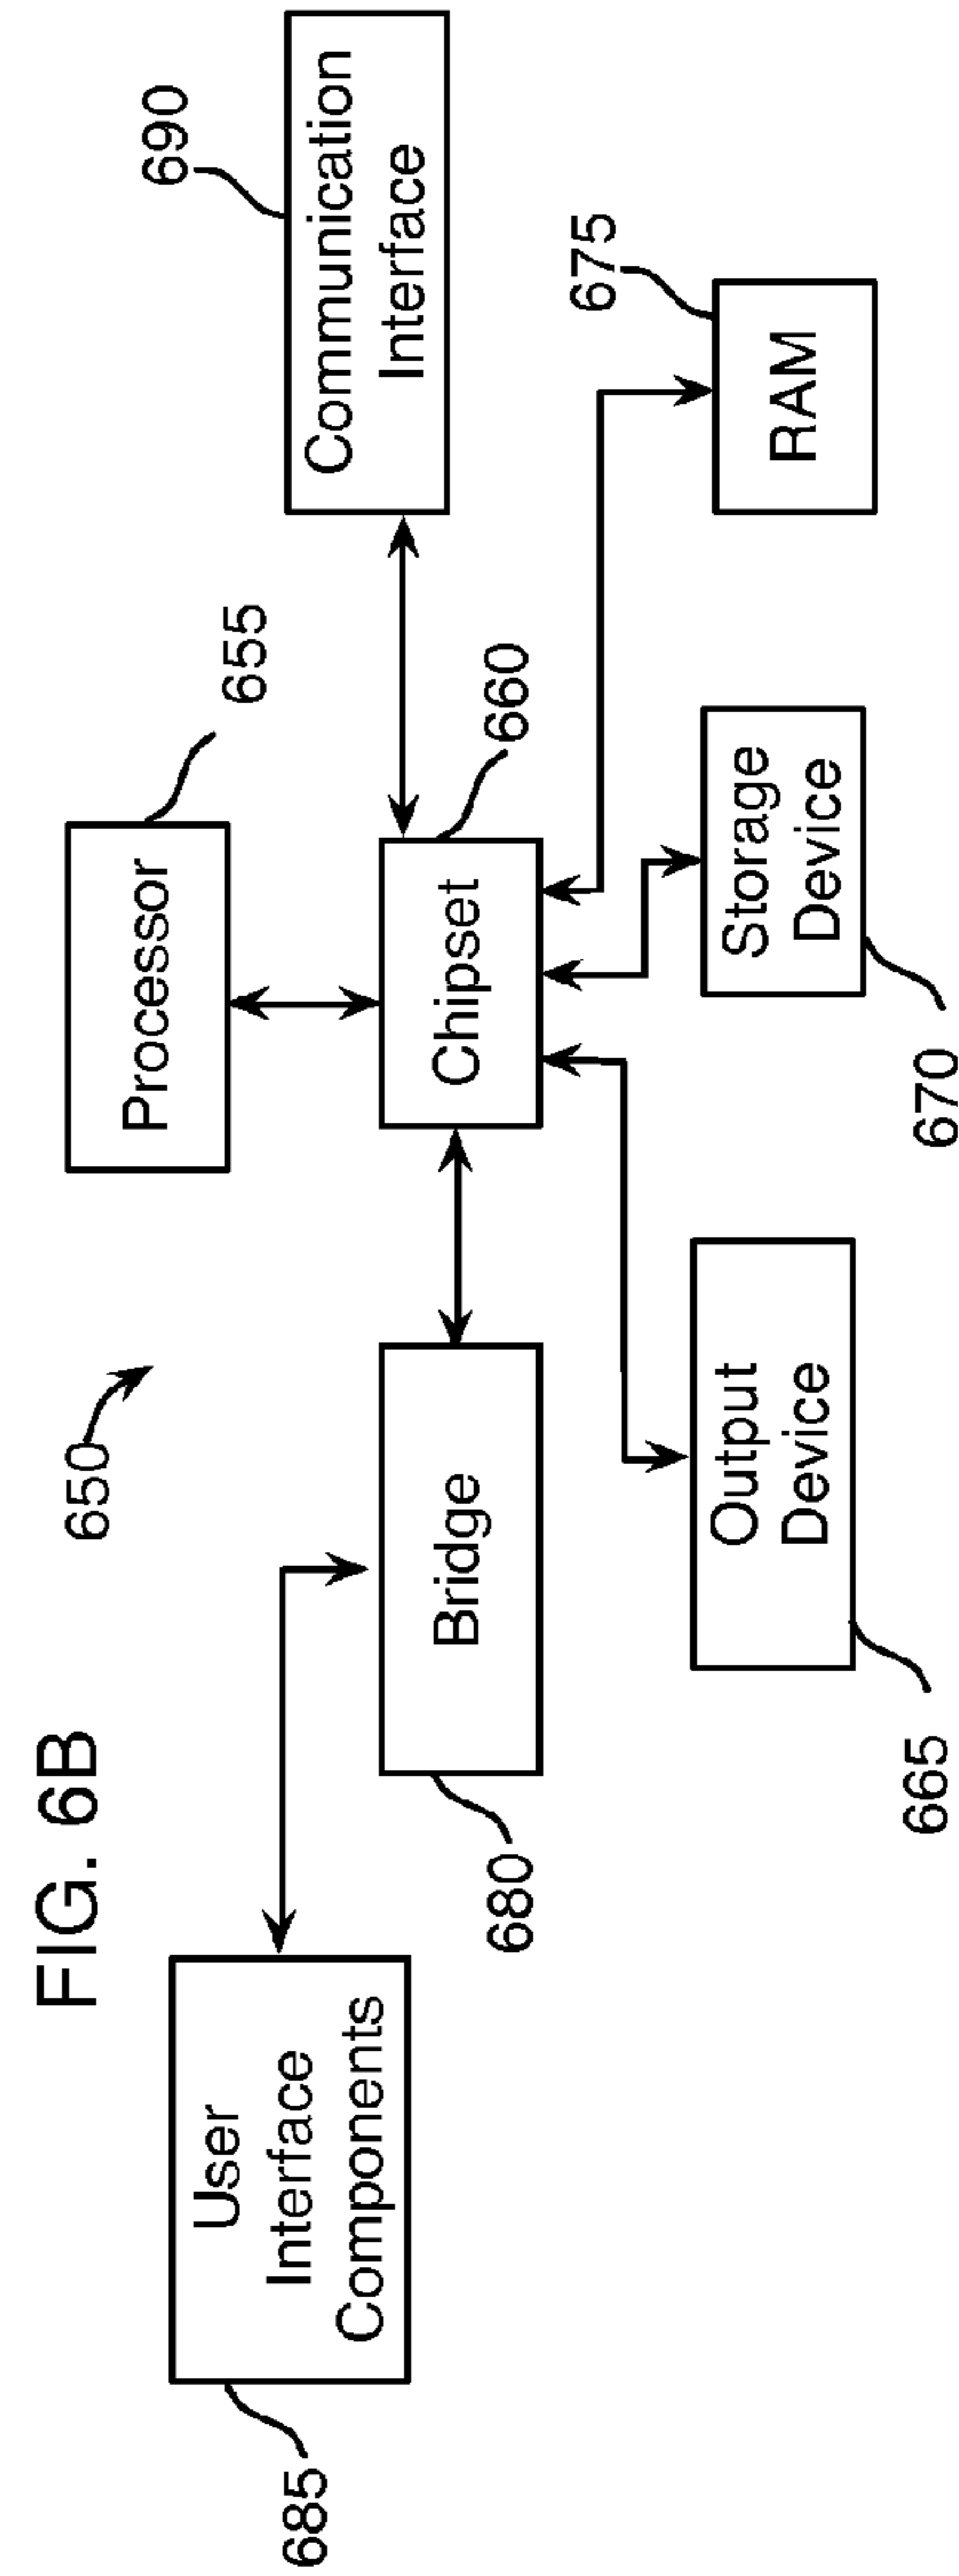 FIG. 6B
650
Processor
655
690
Communication
Interface
685
User
Interface
Components
680
Bridge
Chipset
660
665
Output
Device
670
Storage
Device
675
RAM